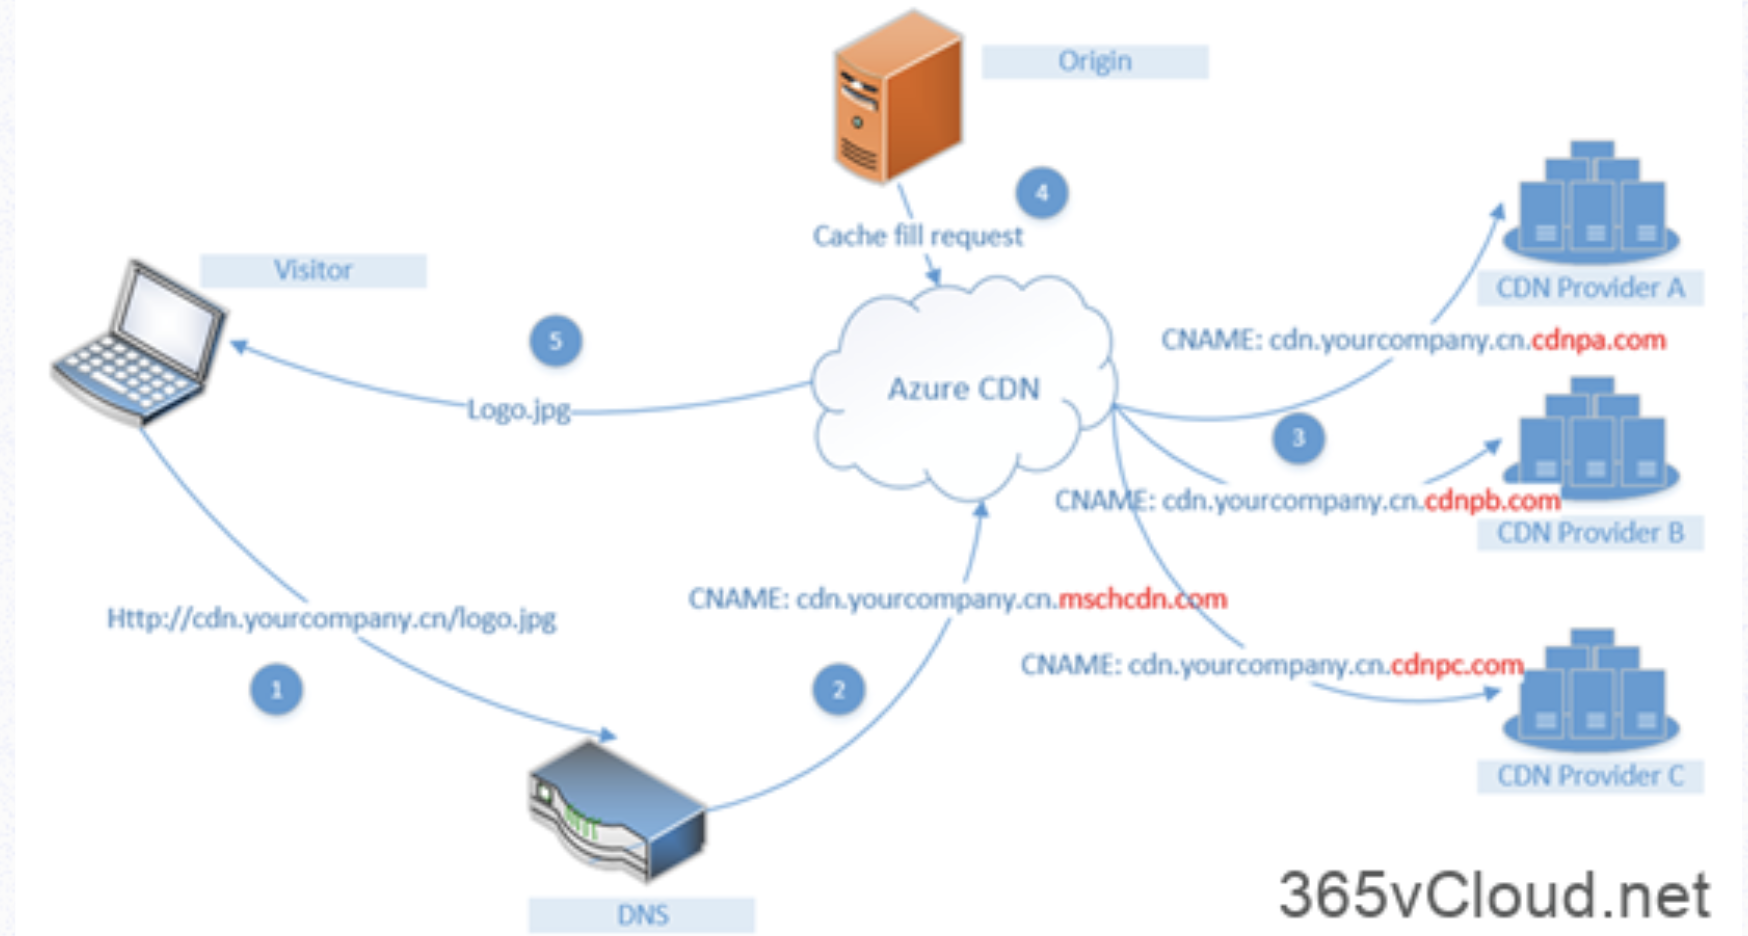 Origin
4
Cache fill request
Visitor
CDN Provider A
5
CNAME: cdn.yourcompany.cn.cdnpa.com
Azure CDN
Logo.jpg
3
CNAME: cdn.yourcompany.cn.cdnpb.com
CDN Provider B
CNAME: cdn.yourcompany.cn.mschcdn.com
Http://cdn.yourcompany.cn/logo.jpg
CNAME: cdn.yourcompany.cn.cdnpc.com
1
2
CDN Provider C
DNS
365vCloud.net